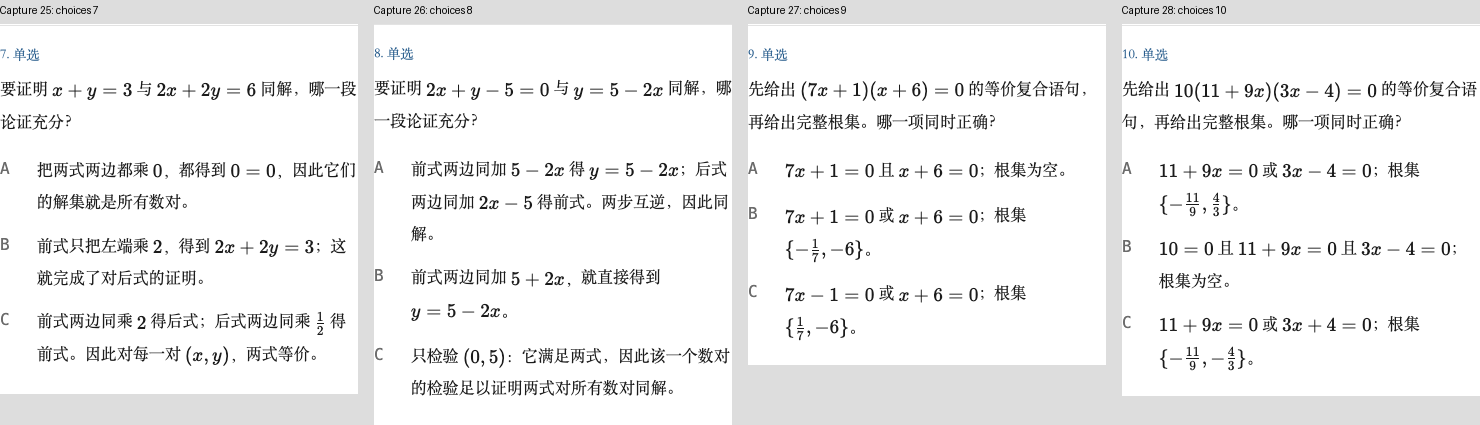 Capture 25: choices7
7. 单选
要证明 x + y = 3 与 2x + 2y = 6 同解，哪一段
论证充分？
A 把两式两边都乘 0，都得到 0 = 0，因此它们
的解集就是所有数对。
B 前式只把左端乘 2，得到 2x + 2y = 3；这
就完成了对后式的证明。
C 前式两边同乘 2 得后式；后式两边同乘 1/2 得
前式。因此对每一对 (x, y)，两式等价。
Capture 26: choices8
8. 单选
要证明 2x + y − 5 = 0 与 y = 5 − 2x 同解，哪
一段论证充分？
A 前式两边同加 5 − 2x 得 y = 5 − 2x；后式
两边同加 2x − 5 得前式。两步互逆，因此同
解。
B 前式两边同加 5 + 2x，就直接得到
y = 5 − 2x。
C 只检验 (0, 5)：它满足两式，因此该一个数对
的检验足以证明两式对所有数对同解。
Capture 27: choices9
9. 单选
先给出 (7x + 1)(x + 6) = 0 的等价复合语句，
再给出完整根集。哪一项同时正确？
A 7x + 1 = 0 且 x + 6 = 0；根集为空。
B 7x + 1 = 0 或 x + 6 = 0；根集
{−1/7, −6}。
C 7x − 1 = 0 或 x + 6 = 0；根集
{1/7, −6}。
Capture 28: choices10
10. 单选
先给出 10(11 + 9x)(3x − 4) = 0 的等价复合语
句，再给出完整根集。哪一项同时正确？
A 11 + 9x = 0 或 3x − 4 = 0；根集
{−11/9, 4/3}。
B 10 = 0 且 11 + 9x = 0 且 3x − 4 = 0；
根集为空。
C 11 + 9x = 0 或 3x + 4 = 0；根集
{−11/9, −4/3}。